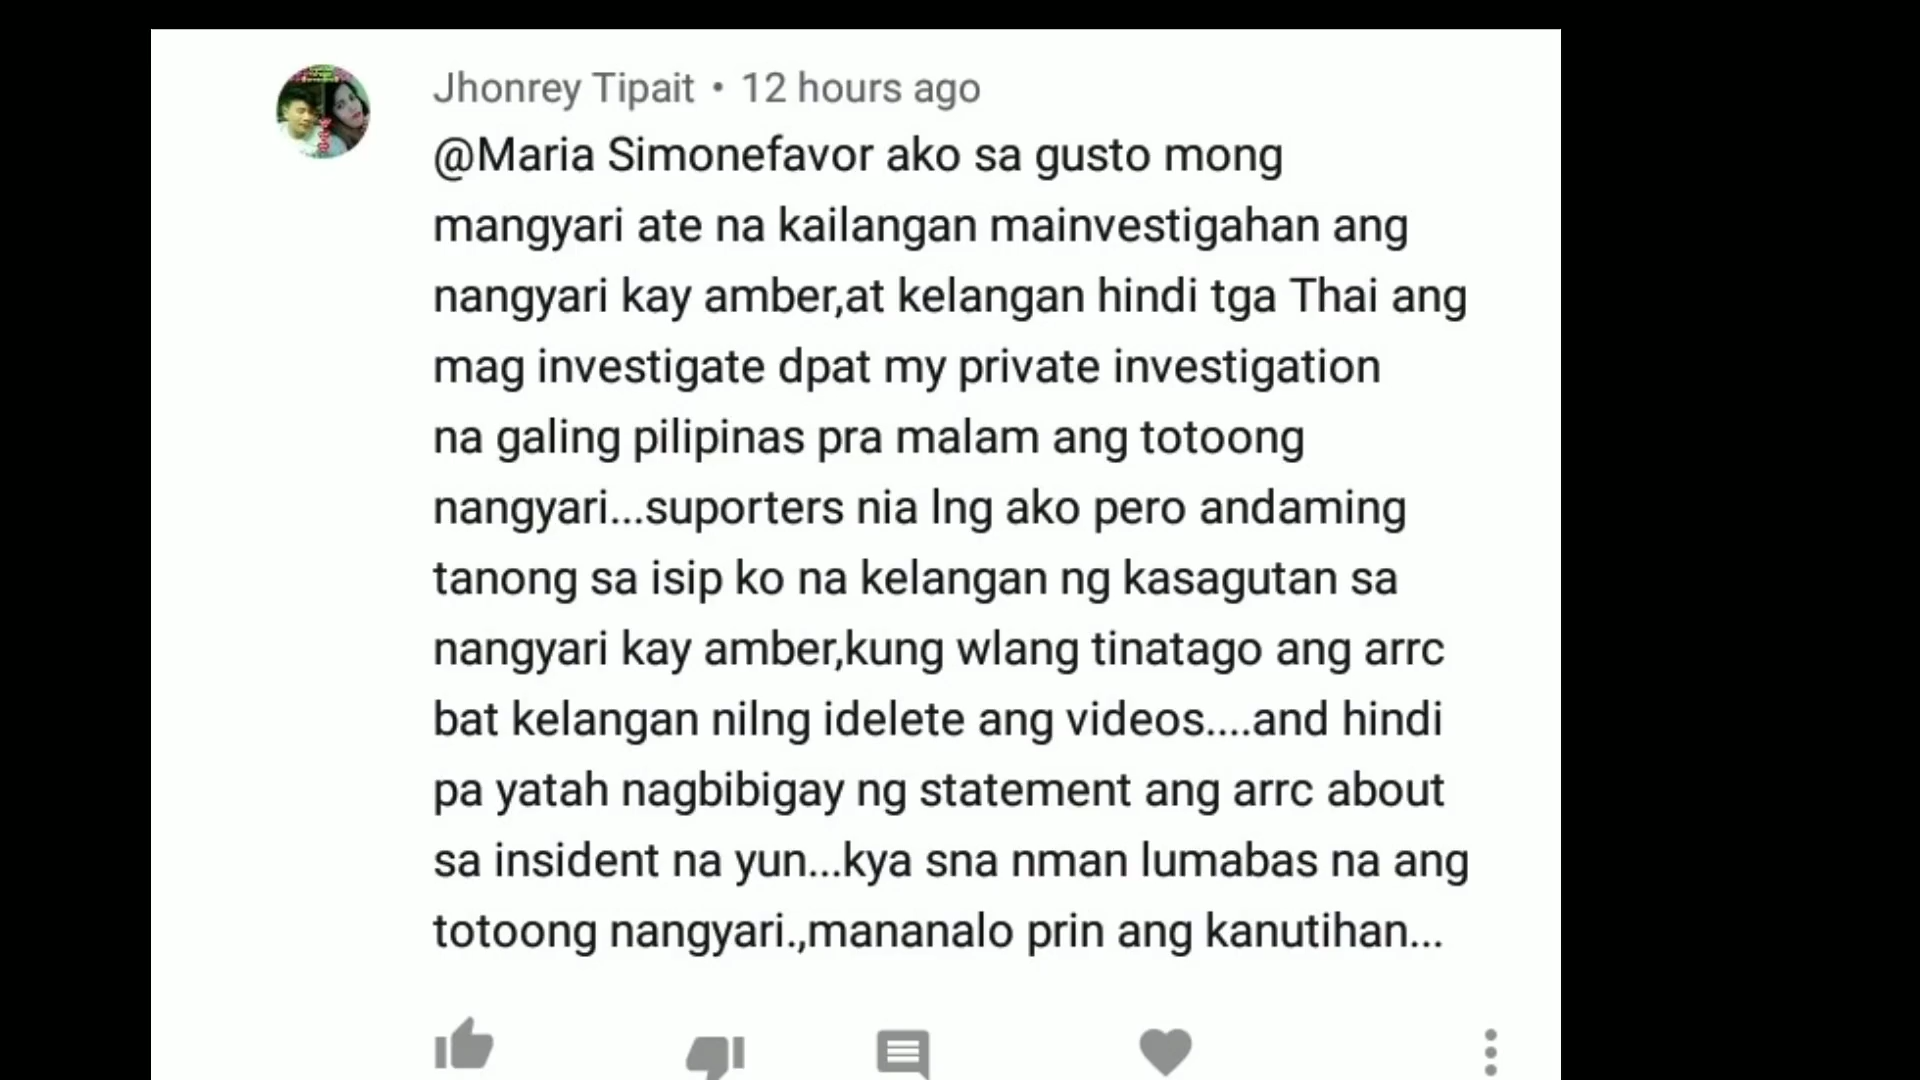 Jhonrey Tipait • 12 hours ago
@Maria Simonefavor ako sa gusto mong
mangyari ate na kailangan mainvestigahan ang
nangyari kay amber,at kelangan hindi tga Thai ang
mag investigate dpat my private investigation
na galing pilipinas pra malam ang totoong
nangyari...suporters nia lng ako pero andaming
tanong sa isip ko na kelangan ng kasagutan sa
nangyari kay amber,kung wlang tinatago ang arrc
bat kelangan nilng idelete ang videos....and hindi
pa yatah nagbibigay ng statement ang arrc about
sa insident na yun...kya sna nman lumabas na ang
totoong nangyari.,mananalo prin ang kanutihan...